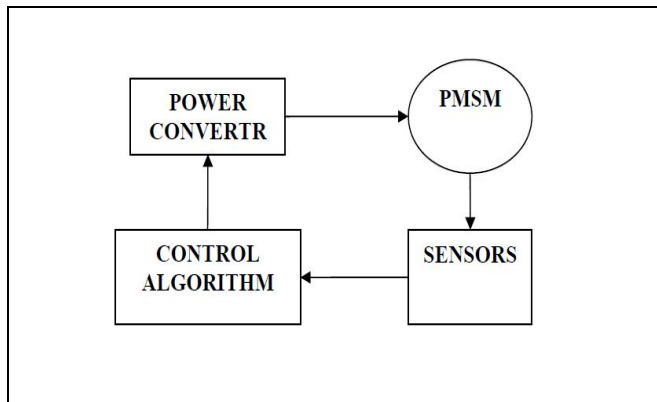 POWER
CONVERTR
PMSM
CONTROL
ALGORITHM
SENSORS